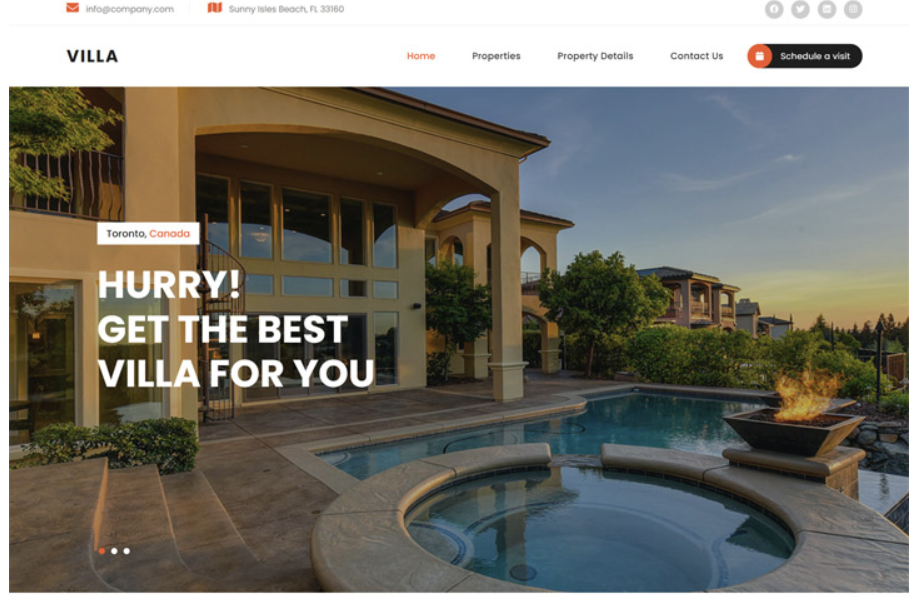 info@company.com
Sunny Isles Beach, FL 33160
VILLA
Home
Properties
Property Details
Contact Us
Schedule a visit
Toronto, Canada
HURRY!
GET THE BEST
VILLA FOR YOU